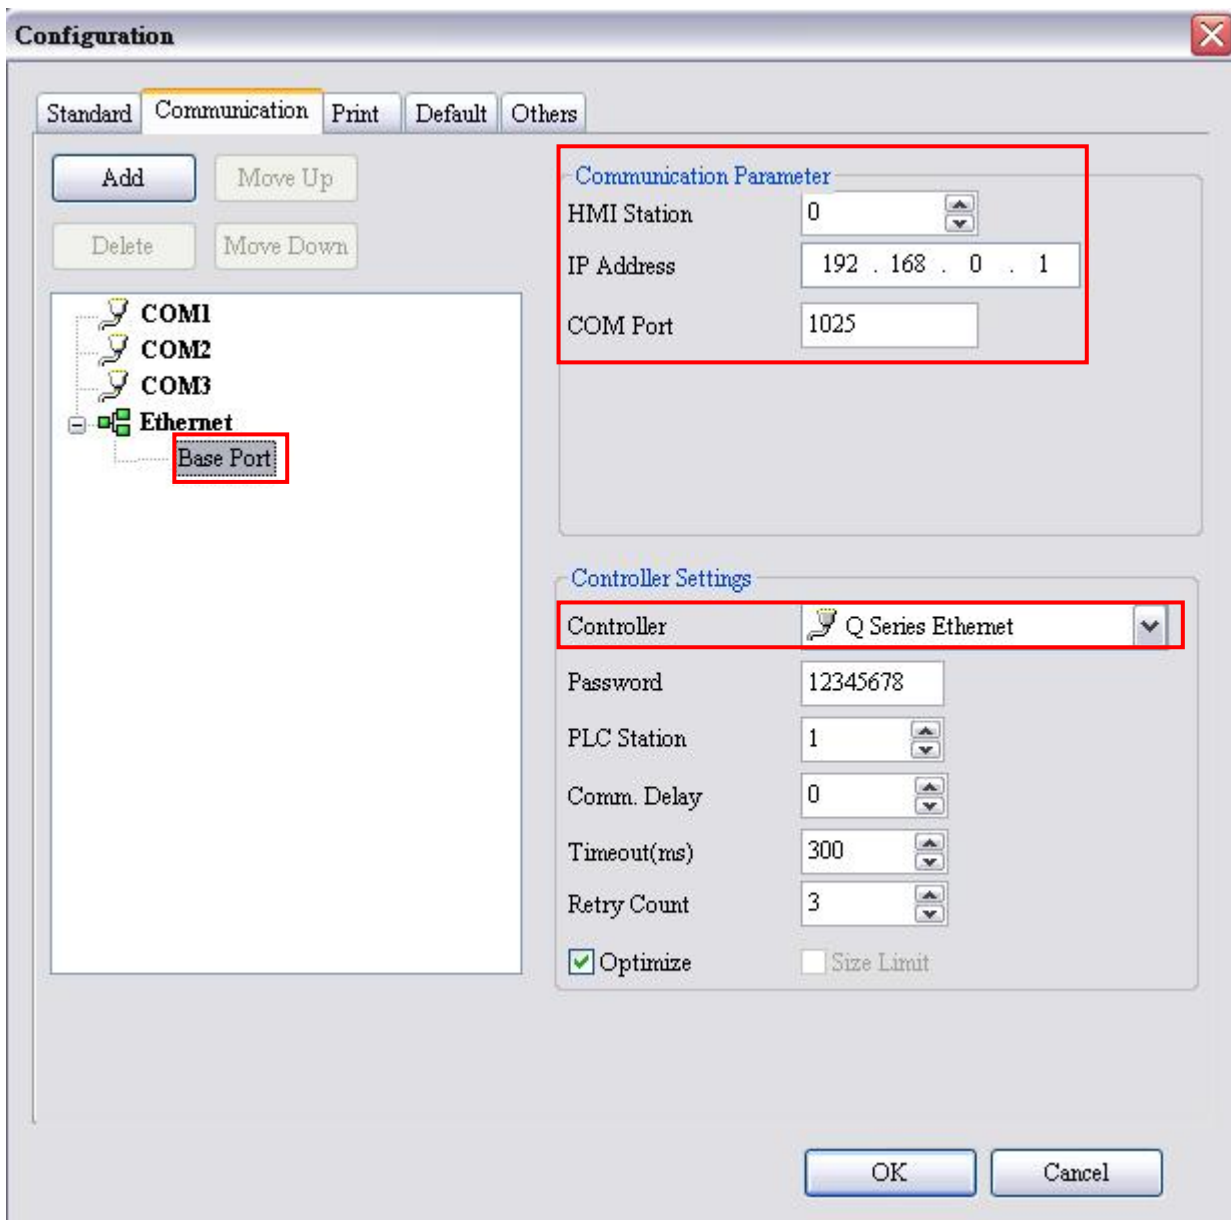 Configuration
Standard Communication Print Default Others
Add Move Up
Delete Move Down
COM1
COM2
COM3
Ethernet
Base Port
Communication Parameter
HMI Station 0
IP Address 192 . 168 . 0 . 1
COM Port 1025
Controller Settings
Controller Q Series Ethernet
Password 12345678
PLC Station 1
Comm. Delay 0
Timeout(ms) 300
Retry Count 3
Optimize Size Limit
OK Cancel